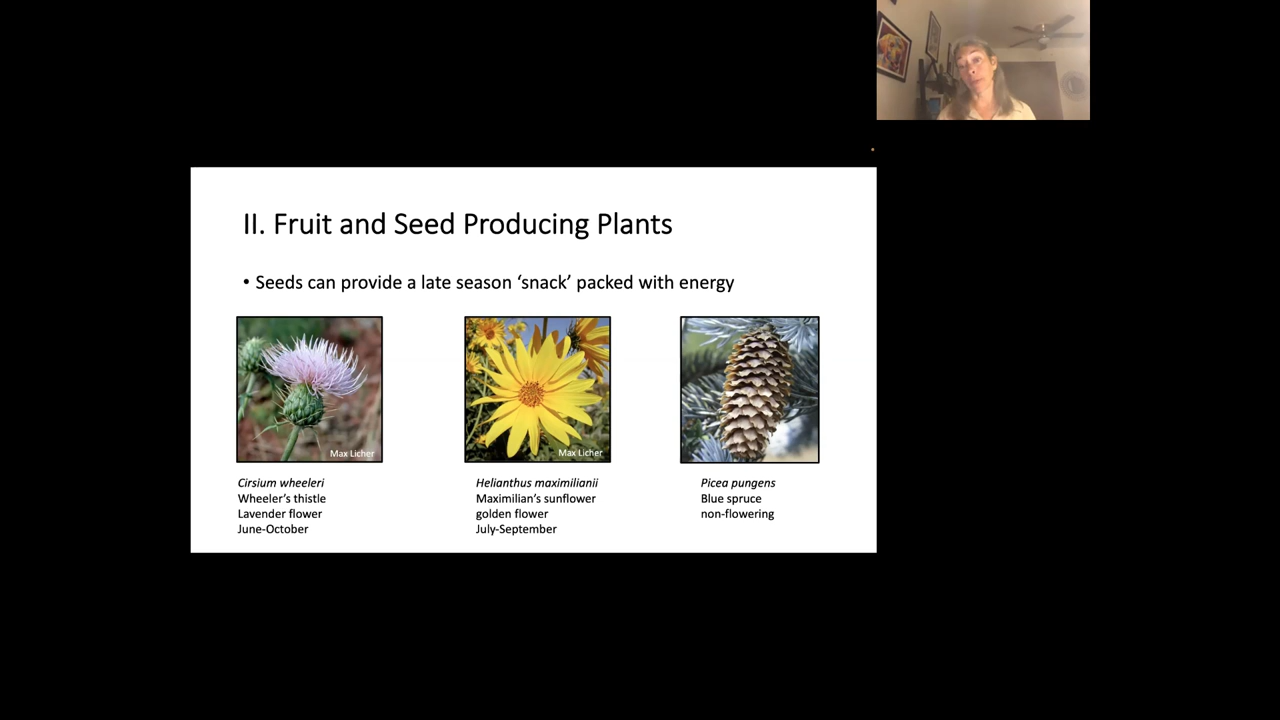 II. Fruit and Seed Producing Plants
• Seeds can provide a late season ‘snack’ packed with energy
Max Licher
Max Licher
Cirsium wheeleri
Wheeler’s thistle
Lavender flower
June-October
Helianthus maximilianii
Maximilian’s sunflower
golden flower
July-September
Picea pungens
Blue spruce
non-flowering